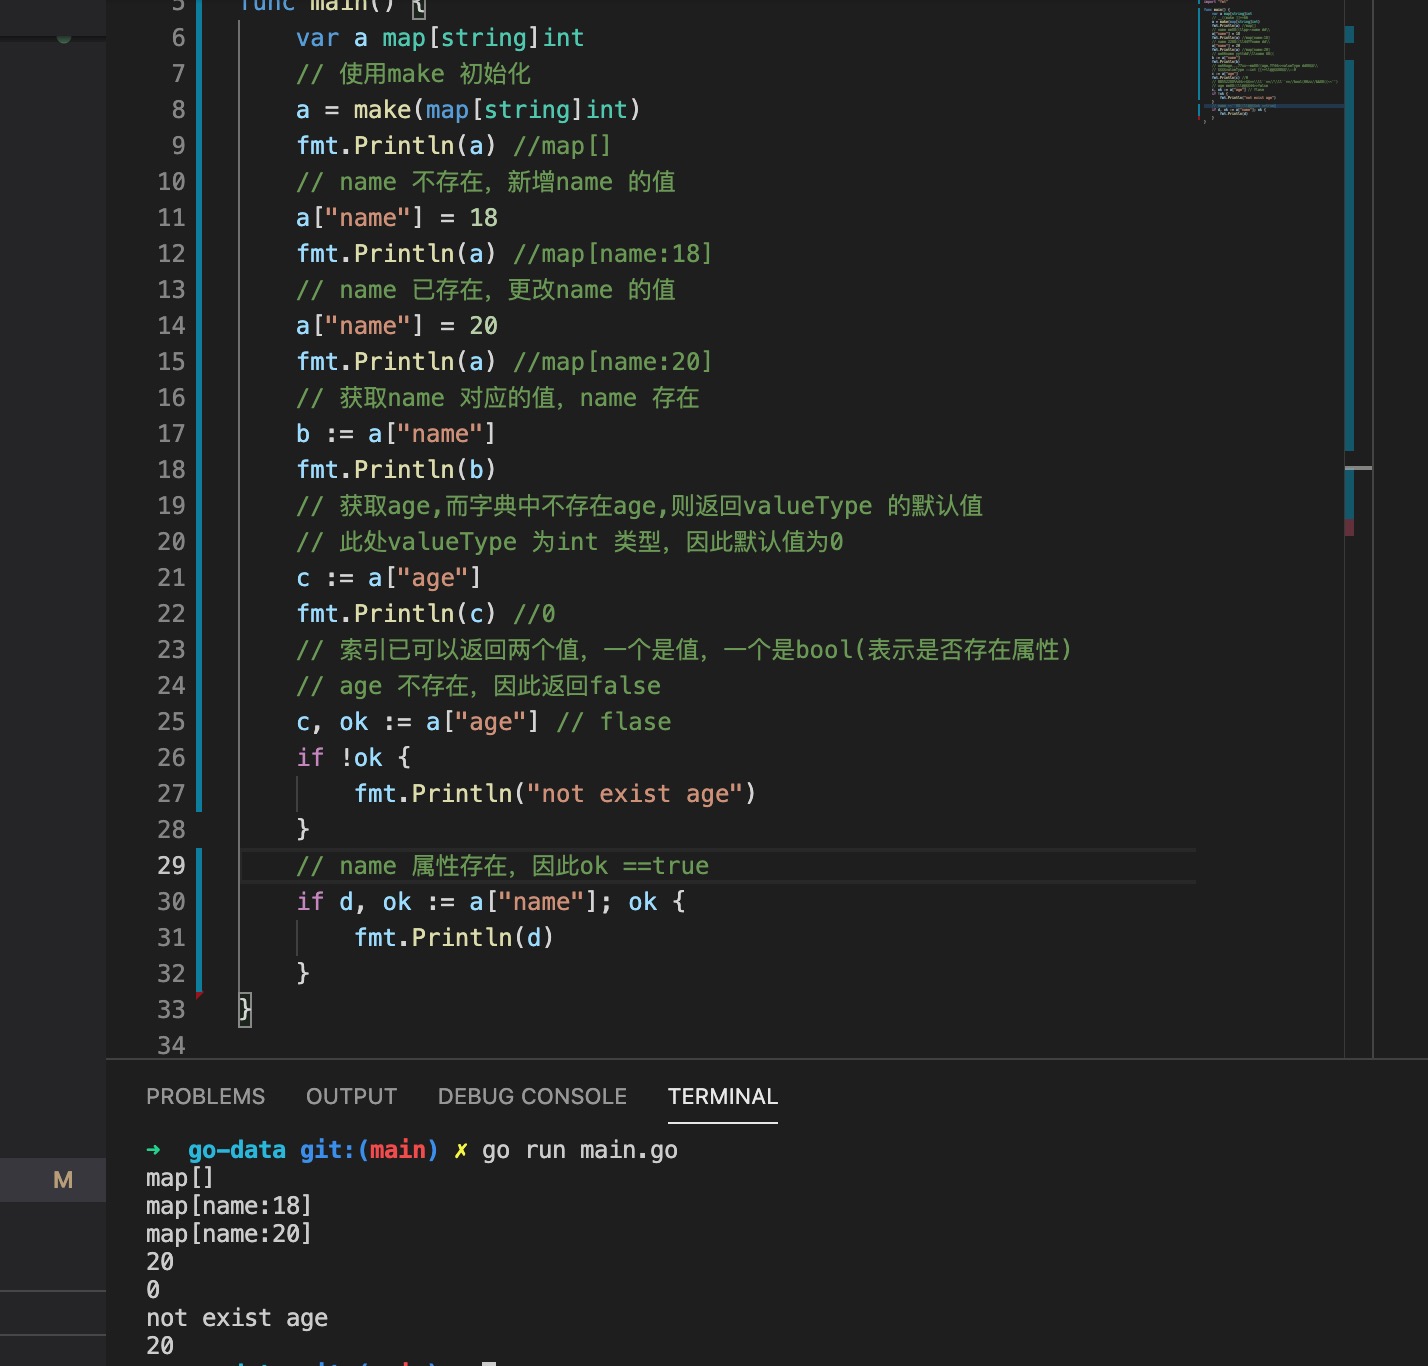 5 func main() {
6 var a map[string]int
7 // 使用make 初始化
8 a = make(map[string]int)
9 fmt.Println(a) //map[]
10 // name 不存在，新增name 的值
11 a["name"] = 18
12 fmt.Println(a) //map[name:18]
13 // name 已存在，更改name 的值
14 a["name"] = 20
15 fmt.Println(a) //map[name:20]
16 // 获取name 对应的值，name 存在
17 b := a["name"]
18 fmt.Println(b)
19 // 获取age,而字典中不存在age,则返回valueType 的默认值
20 // 此处valueType 为int 类型，因此默认值为0
21 c := a["age"]
22 fmt.Println(c) //0
23 // 索引已可以返回两个值，一个是值，一个是bool(表示是否存在属性)
24 // age 不存在，因此返回false
25 c, ok := a["age"] // flase
26 if !ok {
27 fmt.Println("not exist age")
28 }
29 // name 属性存在，因此ok ==true
30 if d, ok := a["name"]; ok {
31 fmt.Println(d)
32 }
33 }
34
PROBLEMS OUTPUT DEBUG CONSOLE TERMINAL
➜ go-data git:(main) ✗ go run main.go
M
map[]
map[name:18]
map[name:20]
20
0
not exist age
20